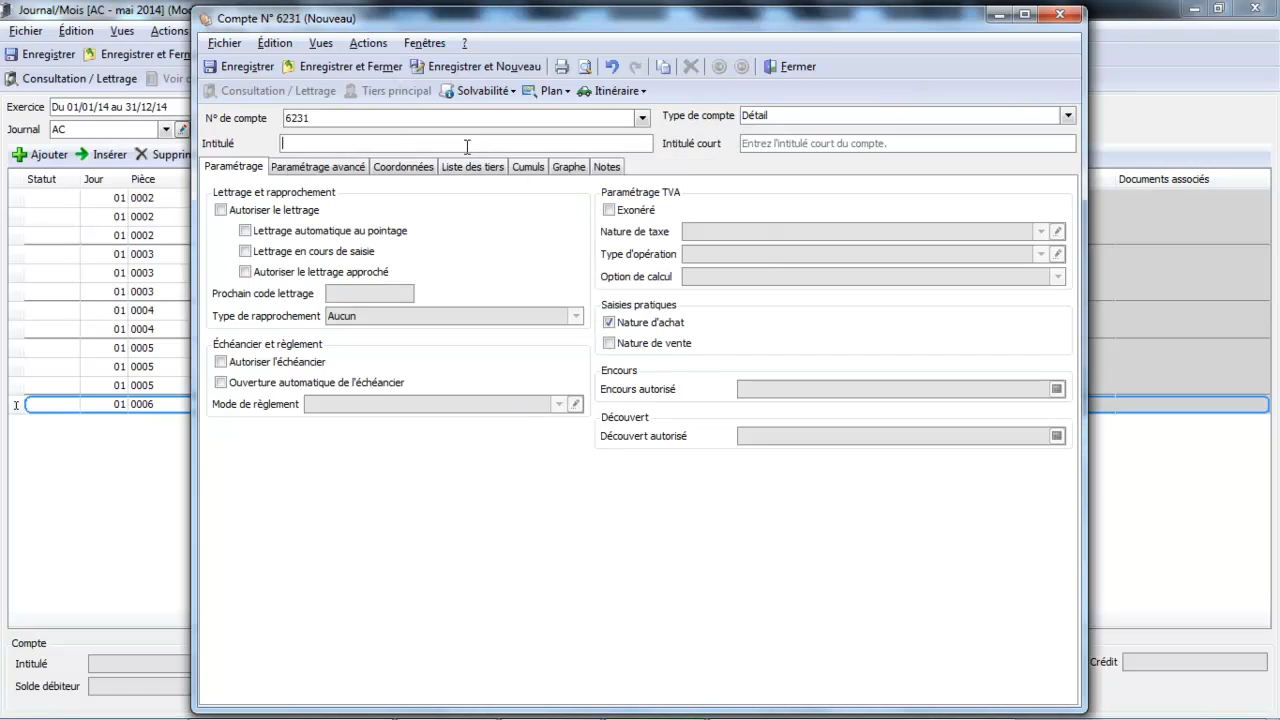 Journal/Mois [AC - mai 2014]
Fichier Édition Vues Actions
Enregistrer Enregistrer et Fern
Consultation / Lettrage Voir
Exercice Du 01/01/14 au 31/12/14
Journal AC
Ajouter Insérer Supprin
Statut Jour Pièce Documents associés
01 0002
01 0002
01 0002
01 0003
01 0003
01 0003
01 0004
01 0004
01 0005
01 0005
01 0005
01 0006
Compte
Intitulé
Solde débiteur
Crédit
Compte N° 6231 (Nouveau)
Fichier Édition Vues Actions Fenêtres ?
Enregistrer Enregistrer et Fermer Enregistrer et Nouveau Fermer
Consultation / Lettrage Tiers principal Solvabilité Plan Itinéraire
N° de compte 6231 Type de compte Détail
Intitulé Intitulé court Entrez l'intitulé court du compte.
Paramétrage Paramétrage avancé Coordonnées Liste des tiers Cumuls Graphe Notes
Lettrage et rapprochement
Autoriser le lettrage
Lettrage automatique au pointage
Lettrage en cours de saisie
Autoriser le lettrage approché
Prochain code lettrage
Type de rapprochement Aucun
Échéancier et règlement
Autoriser l'échéancier
Ouverture automatique de l'échéancier
Mode de règlement
Paramétrage TVA
Exonéré
Nature de taxe
Type d'opération
Option de calcul
Saisies pratiques
Nature d'achat
Nature de vente
Encours
Encours autorisé
Découvert
Découvert autorisé